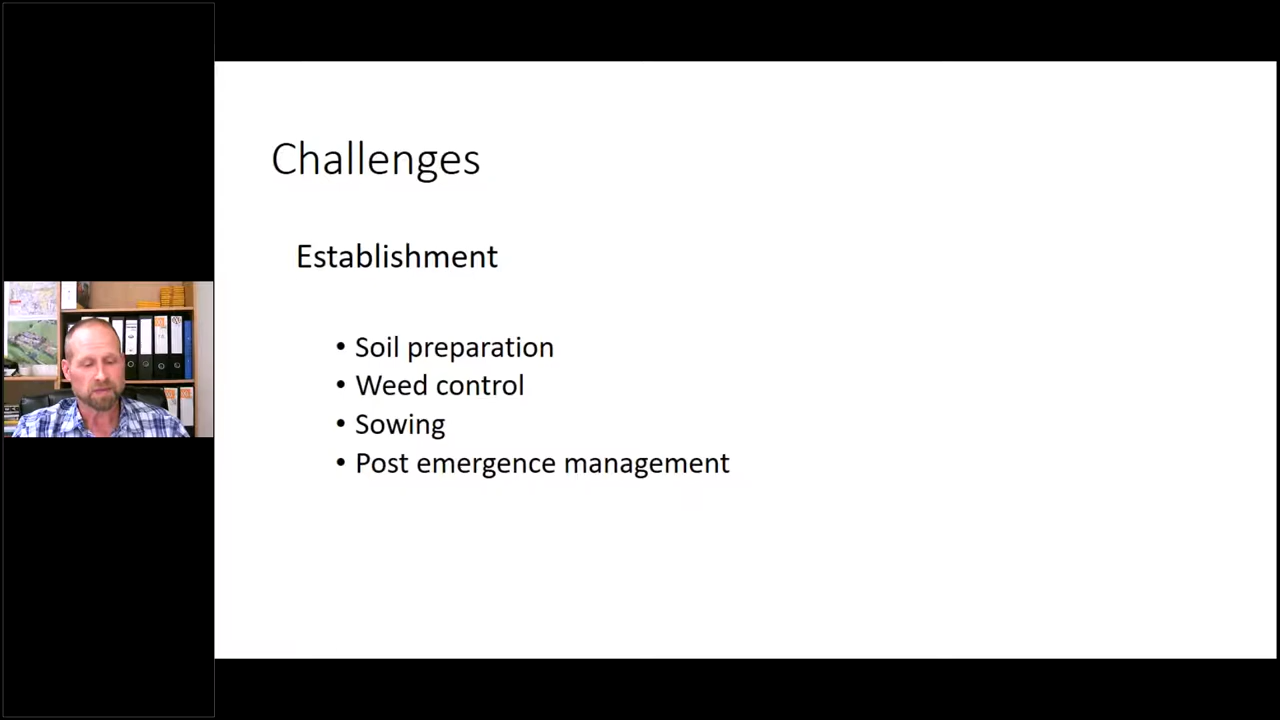 Challenges
Establishment
• Soil preparation
• Weed control
• Sowing
• Post emergence management